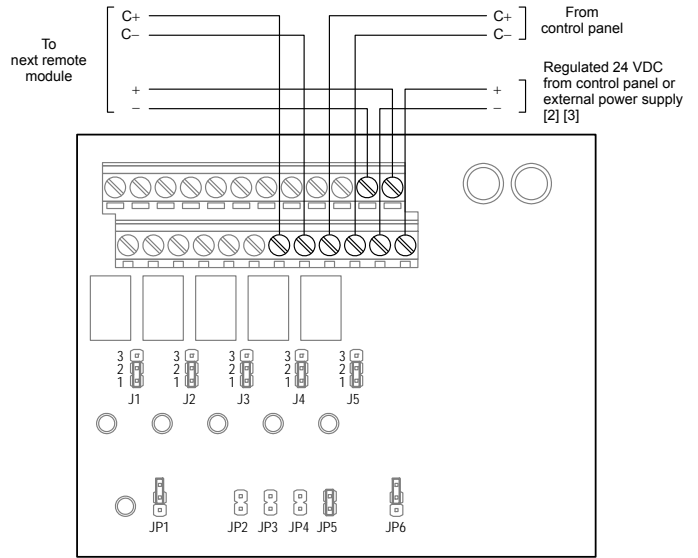 To
next remote
module
C+
C−
+
−
C+
C−
From
control panel
+
−
Regulated 24 VDC
from control panel or
external power supply
[2] [3]
3
2
1
J1
3
2
1
J2
3
2
1
J3
3
2
1
J4
3
2
1
J5
JP1
JP2
JP3
JP4
JP5
JP6